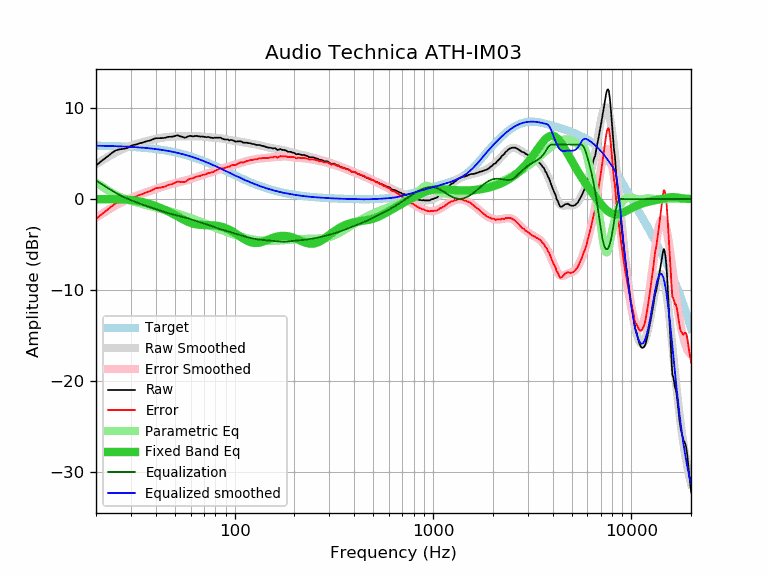 Audio Technica ATH-IM03
Amplitude (dBr)
10
0
−10
−20
−30
Target
Raw Smoothed
Error Smoothed
Raw
Error
Parametric Eq
Fixed Band Eq
Equalization
Equalized smoothed
100
1000
10000
Frequency (Hz)